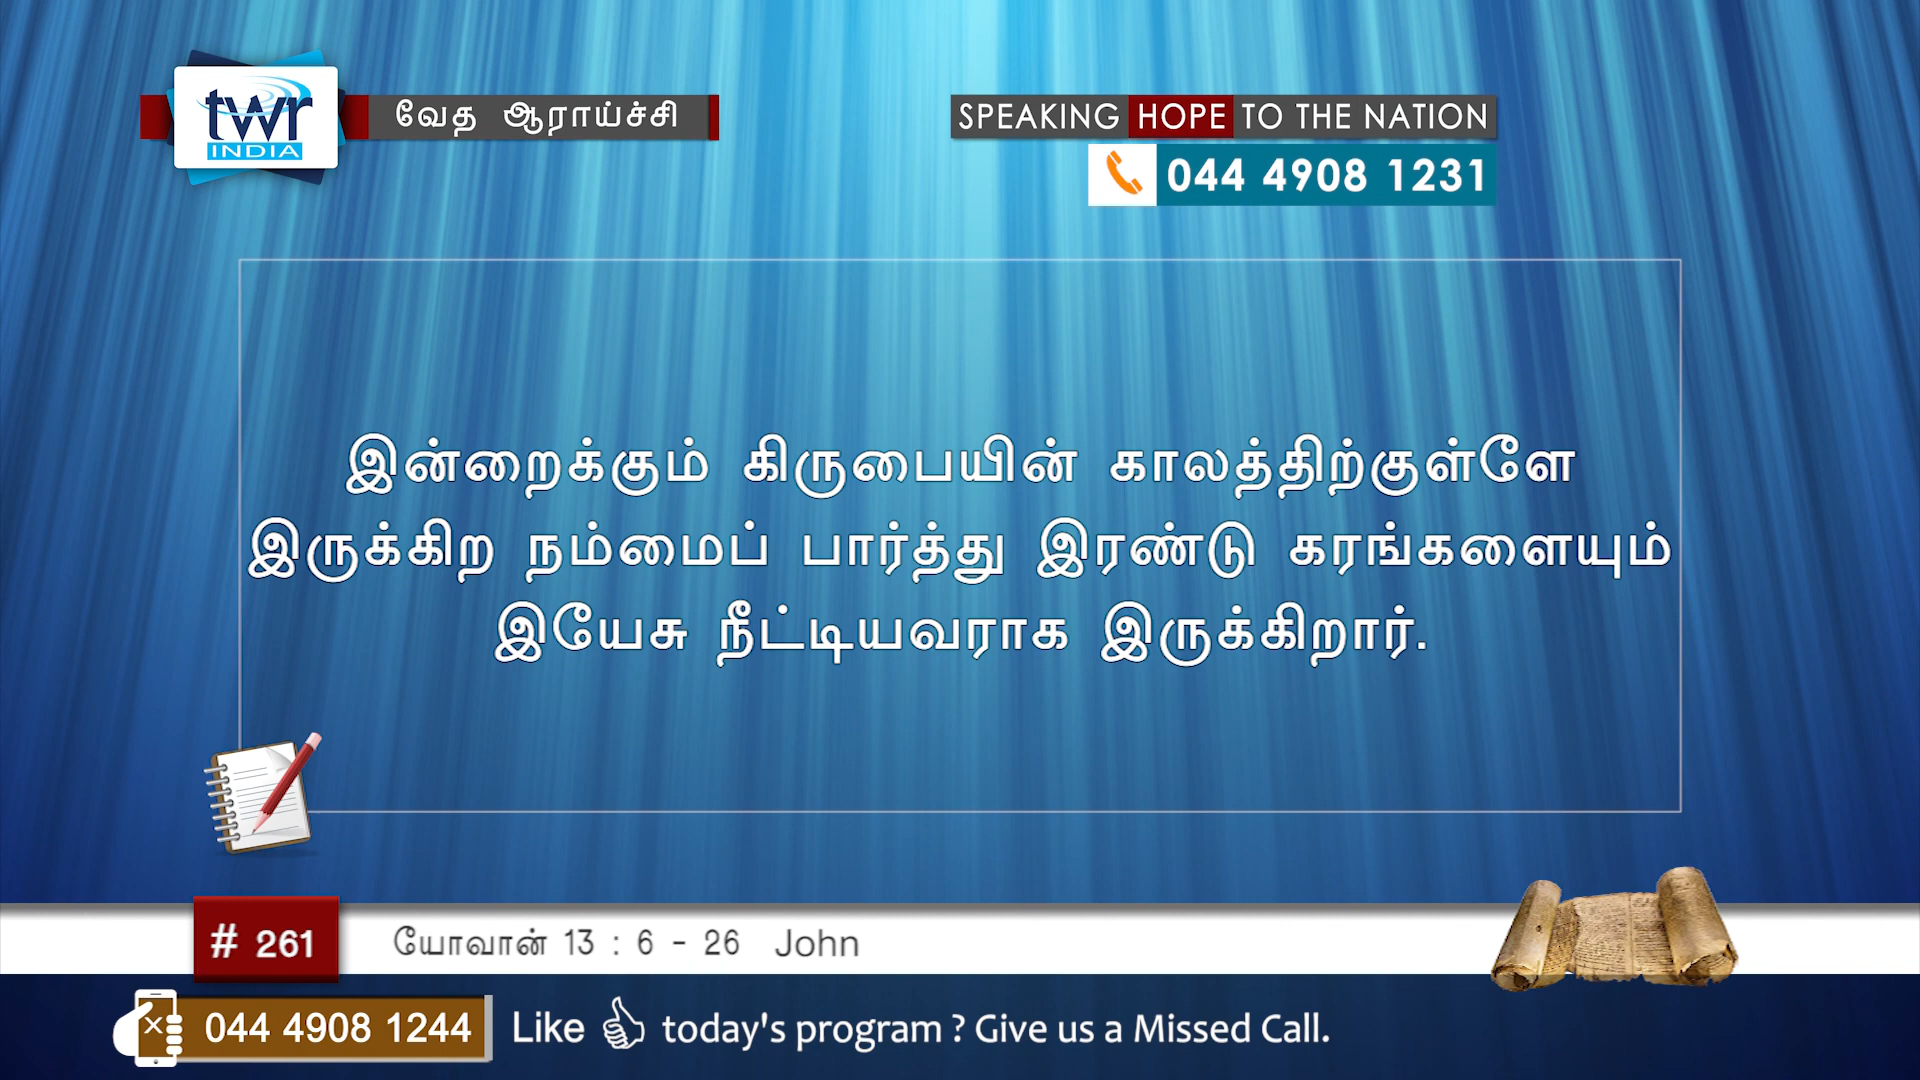 twr
INDIA
வேத ஆராய்ச்சி
SPEAKING HOPE TO THE NATION
044 4908 1231
இன்றைக்கும் கிருபையின் காலத்திற்குள்ளே
இருக்கிற நம்மைப் பார்த்து இரண்டு கரங்களையும்
இயேசு நீட்டியவராக இருக்கிறார்.
# 261
யோவான் 13 : 6 - 26 John
044 4908 1244
Like today's program ? Give us a Missed Call.